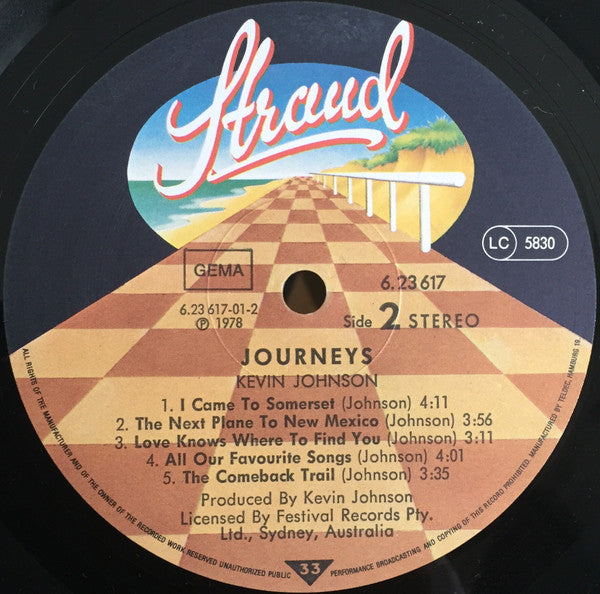 Strand
LC 5830
GEMA
6.23 617
6.23 617-01-2
Ⓟ 1978
Side 2 STEREO
JOURNEYS
KEVIN JOHNSON
1. I Came To Somerset (Johnson) 4:11
2. The Next Plane To New Mexico (Johnson) 3:56
3. Love Knows Where To Find You (Johnson) 3:11
4. All Our Favourite Songs (Johnson) 4:01
5. The Comeback Trail (Johnson) 3:35
Produced By Kevin Johnson
Licensed By Festival Records Pty.
Ltd., Sydney, Australia
33
ALL RIGHTS OF THE MANUFACTURER AND OF THE OWNER OF THE RECORDED WORK RESERVED UNAUTHORIZED PUBLIC PERFORMANCE BROADCASTING AND COPYING OF THIS RECORD PROHIBITED. MANUFACTURED BY TELDEC, HAMBURG 19.